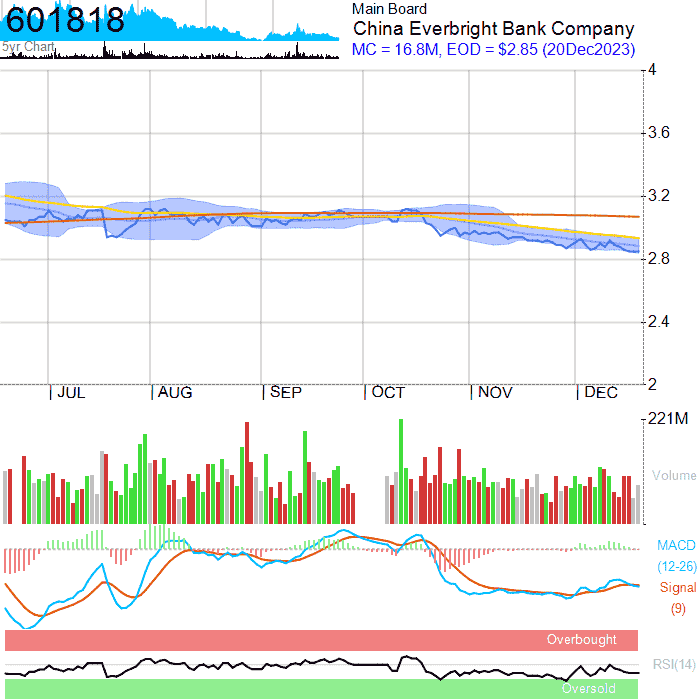 601818
5yr Chart
Main Board
China Everbright Bank Company
MC = 16.8M, EOD = $2.85 (20Dec2023)
4
3.6
3.2
2.8
2.4
2
JUL
AUG
SEP
OCT
NOV
DEC
221M
Volume
MACD
(12-26)
Signal
(9)
Overbought
RSI(14)
Oversold